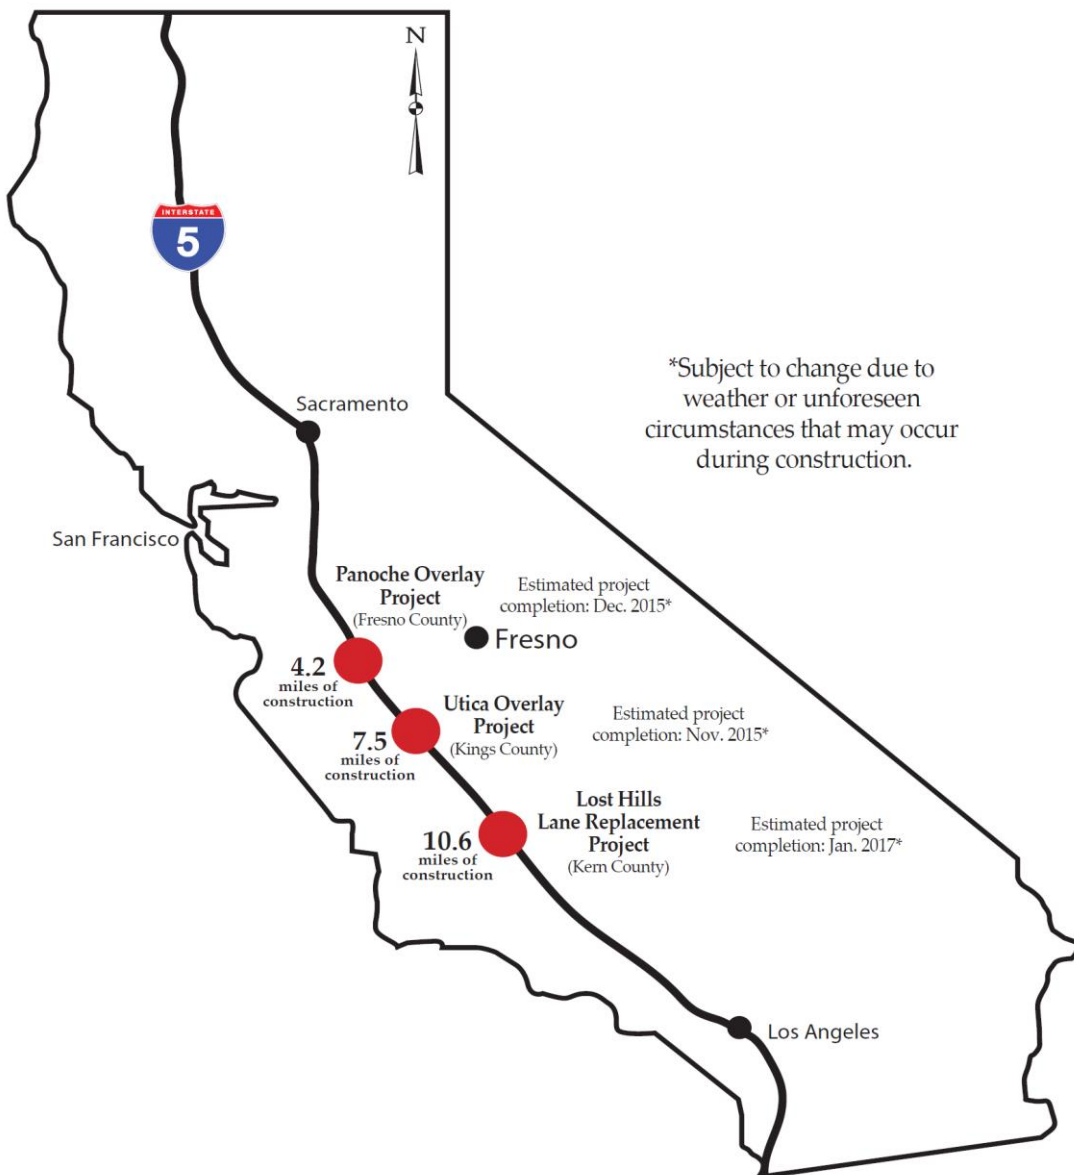 N
INTERSTATE
5
*Subject to change due to
weather or unforeseen
circumstances that may occur
during construction.
Sacramento
San Francisco
Panoche Overlay
Project
(Fresno County)
Estimated project
completion: Dec. 2015*
Fresno
4.2
miles of
construction
Utica Overlay
Project
(Kings County)
Estimated project
completion: Nov. 2015*
7.5
miles of
construction
Lost Hills
Lane Replacement
Project
(Kern County)
Estimated project
completion: Jan. 2017*
10.6
miles of
construction
Los Angeles